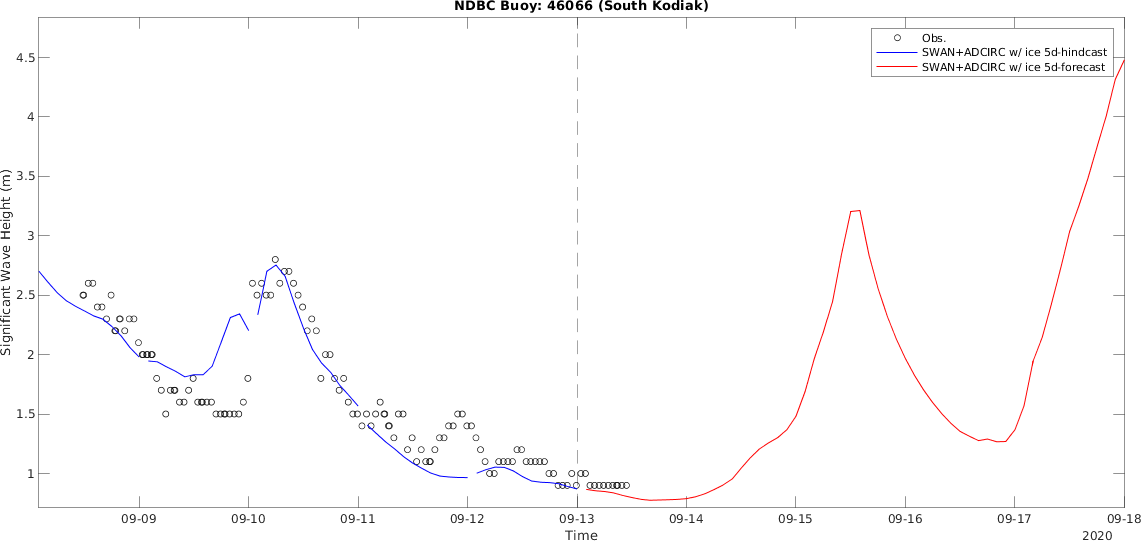 NDBC Buoy: 46066 (South Kodiak)
Obs.
SWAN+ADCIRC w/ ice 5d-hindcast
SWAN+ADCIRC w/ ice 5d-forecast
Significant Wave Height (m)
4.5
4
3.5
3
2.5
2
1.5
1
09-09 09-10 09-11 09-12 09-13 09-14 09-15 09-16 09-17 09-18
Time
2020